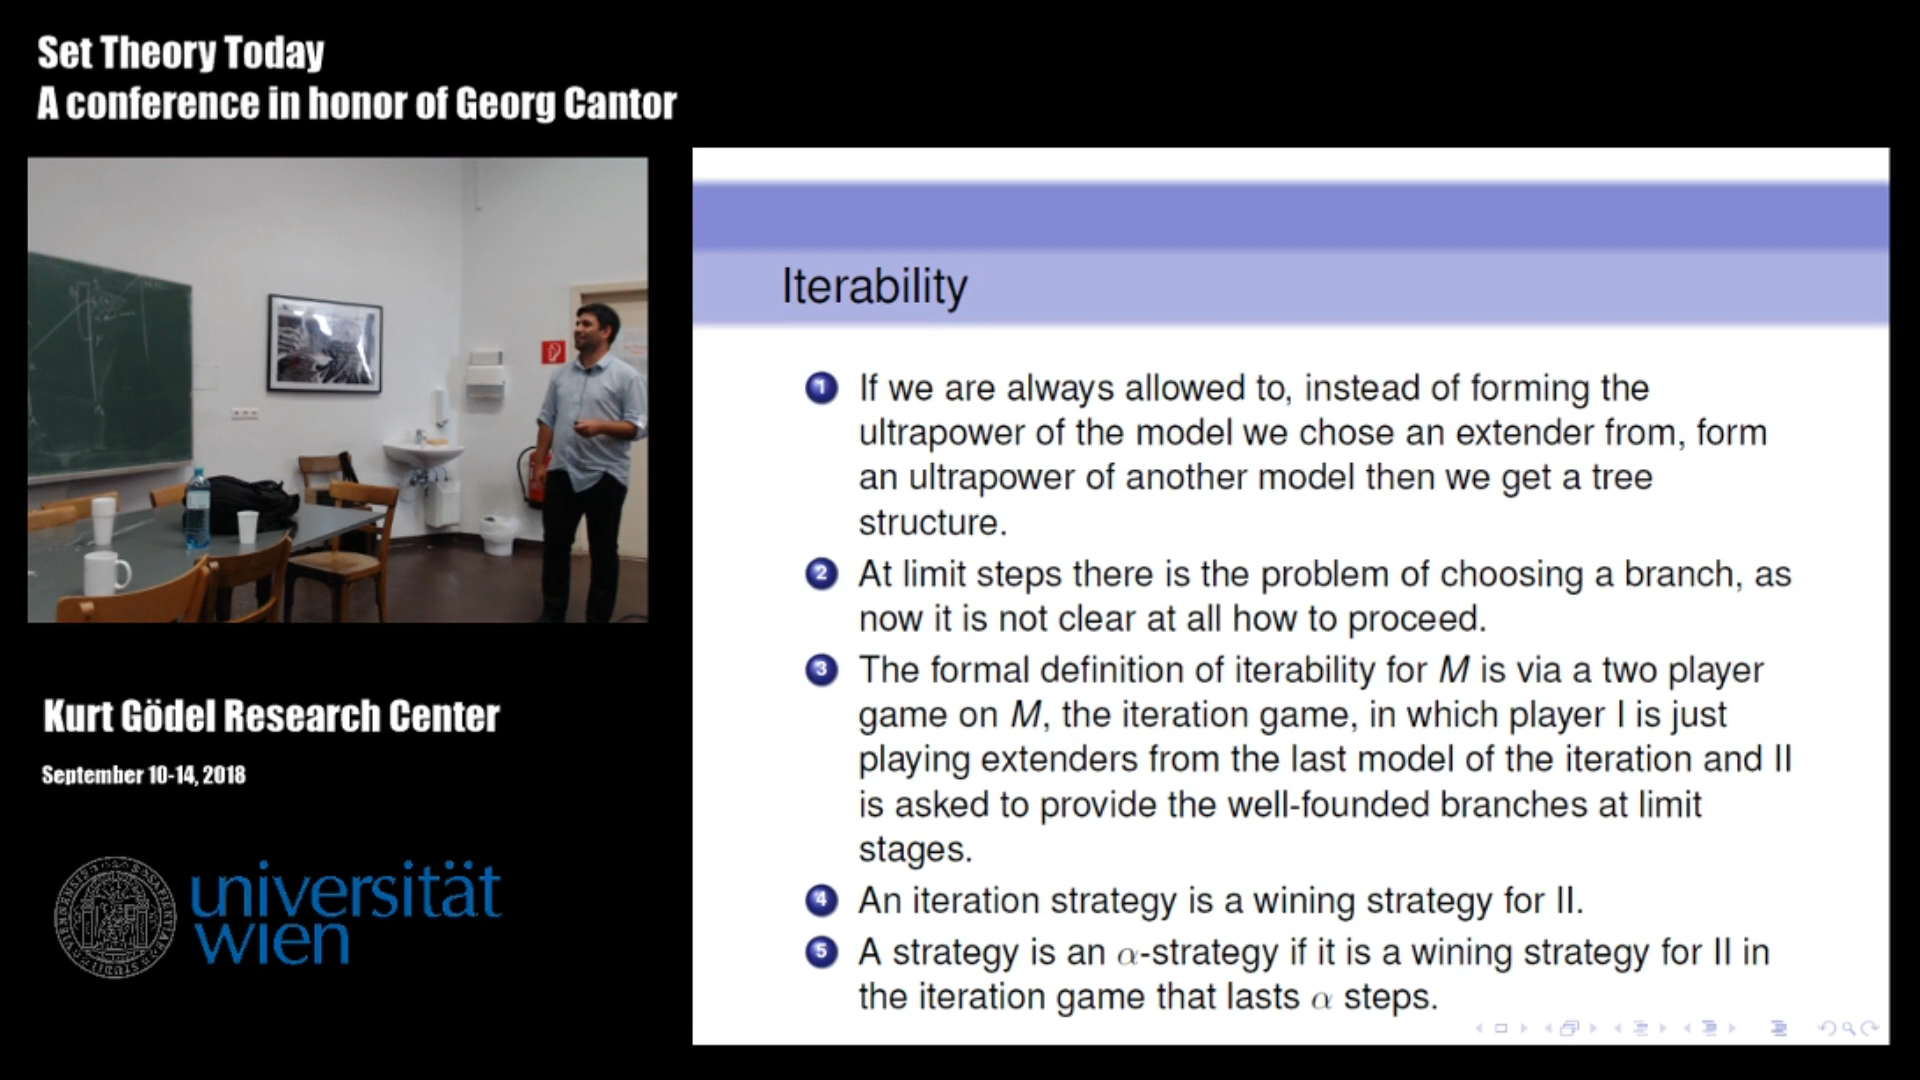 Set Theory Today
A conference in honor of Georg Cantor
Iterability
1 If we are always allowed to, instead of forming the
ultrapower of the model we chose an extender from, form
an ultrapower of another model then we get a tree
structure.
2 At limit steps there is the problem of choosing a branch, as
now it is not clear at all how to proceed.
3 The formal definition of iterability for M is via a two player
game on M, the iteration game, in which player I is just
playing extenders from the last model of the iteration and II
is asked to provide the well-founded branches at limit
stages.
4 An iteration strategy is a wining strategy for II.
5 A strategy is an α-strategy if it is a wining strategy for II in
the iteration game that lasts α steps.
Kurt Gödel Research Center
September 10-14, 2018
universität
wien